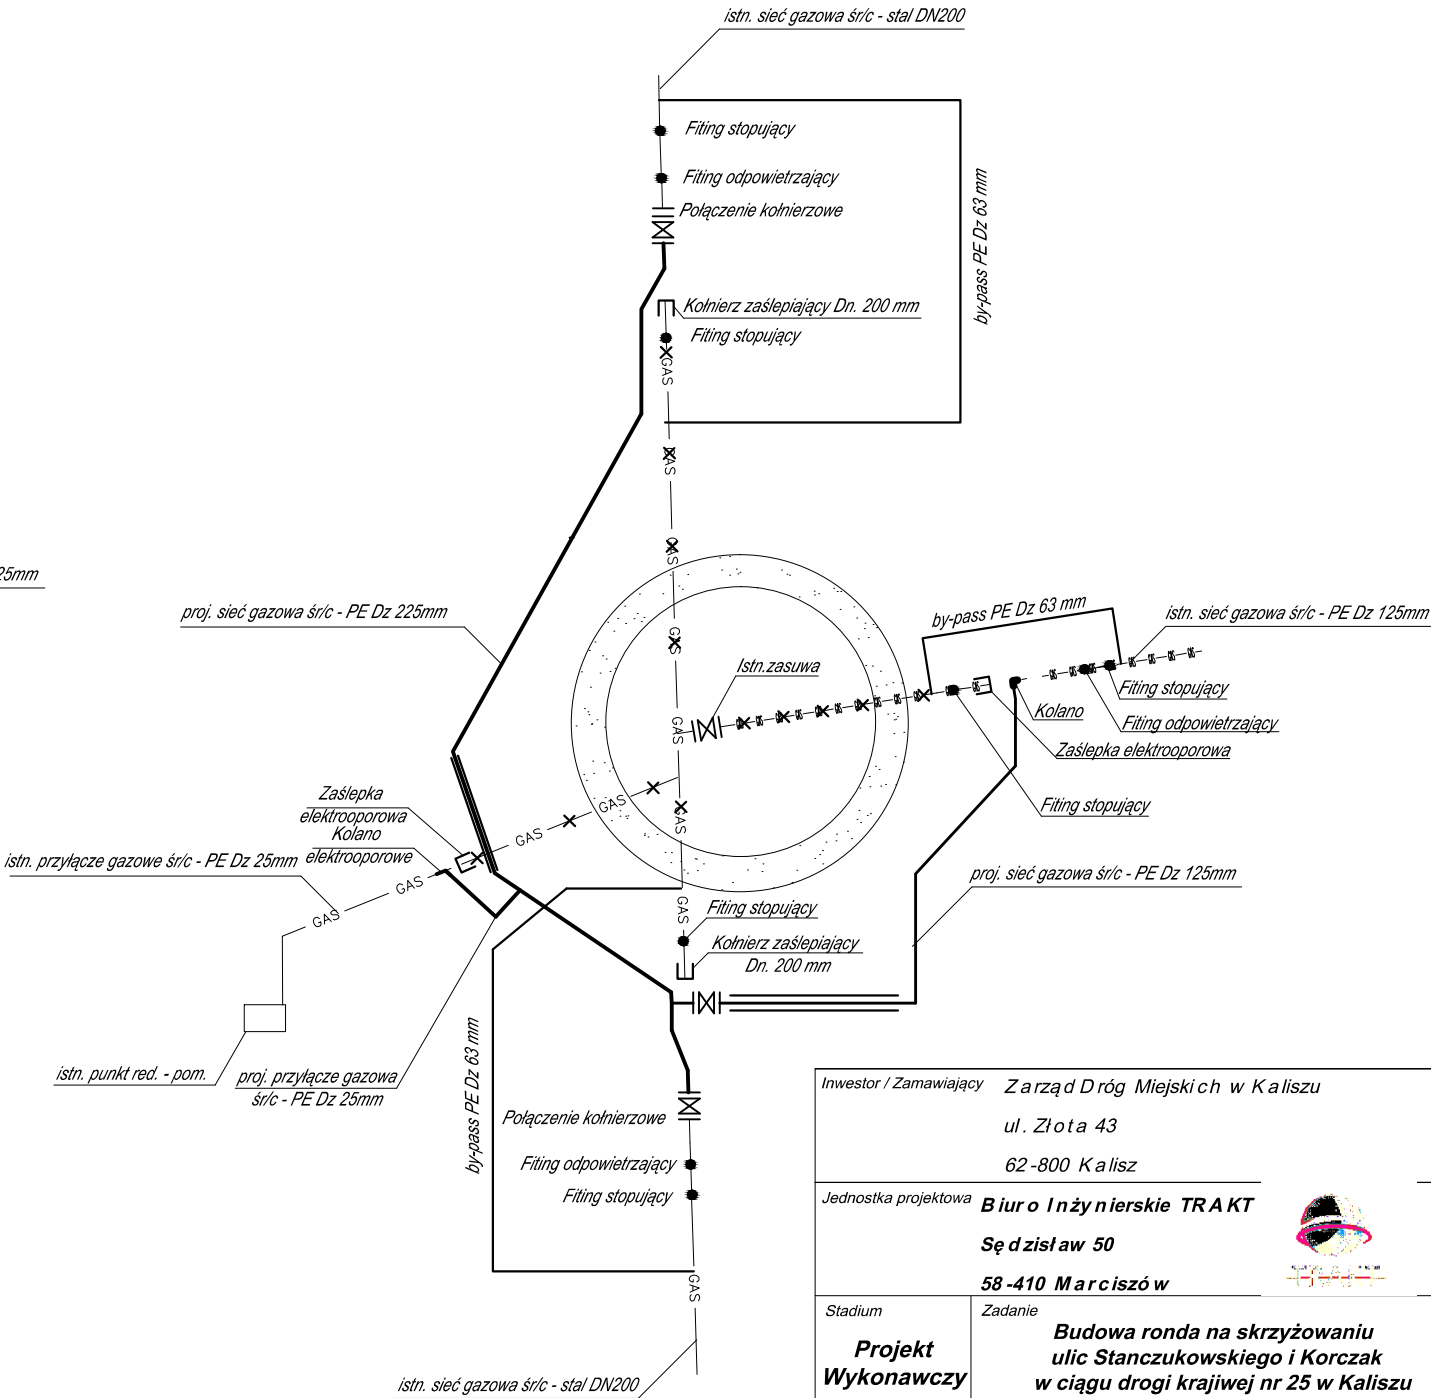 istn. sieć gazowa śr/c - stal DN200
Fiting stopujący
Fiting odpowietrzający
Połączenie kołnierzowe
by-pass PE Dz 63 mm
Kołnierz zaślepiający Dn. 200 mm
Fiting stopujący
GAS
GAS
GAS
GAS
GAS
25mm
proj. sieć gazowa śr/c - PE Dz 225mm
by-pass PE Dz 63 mm
istn. sieć gazowa śr/c - PE Dz 125mm
Istn.zasuwa
Fiting stopujący
Kolano
Fiting odpowietrzający
Zaślepka elektrooporowa
Fiting stopujący
Zaślepka
elektrooporowa
Kolano
elektrooporowe
GAS
GAS
GAS
istn. przyłącze gazowe śr/c - PE Dz 25mm
GAS
GAS
proj. sieć gazowa śr/c - PE Dz 125mm
GAS
Fiting stopujący
Kołnierz zaślepiający
Dn. 200 mm
istn. punkt red. - pom.
proj. przyłącze gazowa
śr/c - PE Dz 25mm
by-pass PE Dz 63 mm
Połączenie kołnierzowe
Fiting odpowietrzający
Fiting stopujący
GAS
istn. sieć gazowa śr/c - stal DN200
Inwestor / Zamawiający
Zarząd Dróg Miejskich w Kaliszu
ul. Złota 43
62-800 Kalisz
Jednostka projektowa
Biuro Inżynierskie TRAKT
Sędzisław 50
58-410 Marciszów
TRAKT
Stadium
Projekt
Wykonawczy
Zadanie
Budowa ronda na skrzyżowaniu
ulic Stanczukowskiego i Korczak
w ciągu drogi krajiwej nr 25 w Kaliszu